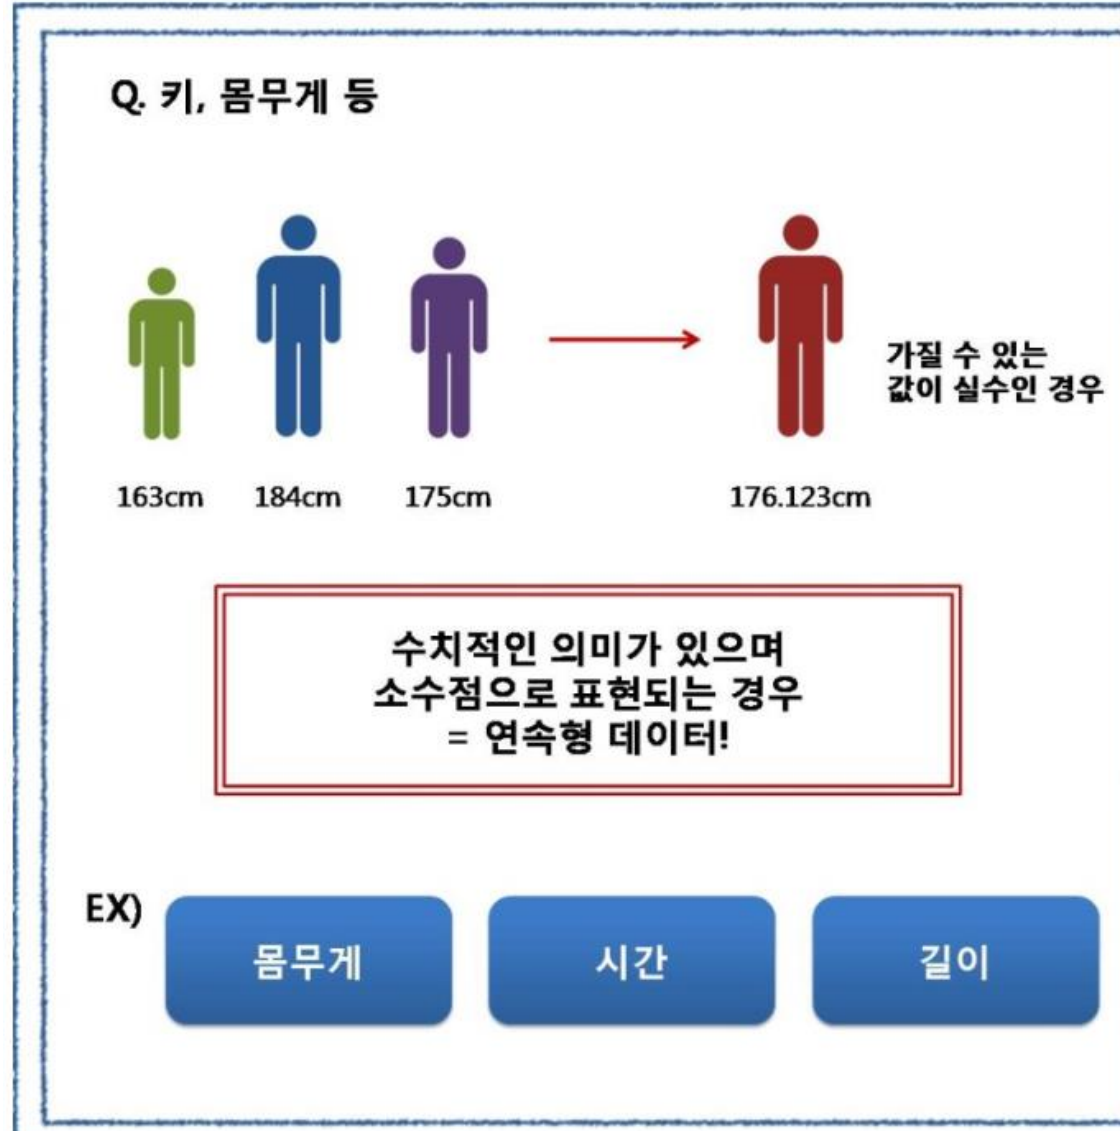 Q. 키, 몸무게 등
가질 수 있는
값이 실수인 경우
163cm 184cm 175cm 176.123cm
수치적인 의미가 있으며
소수점으로 표현되는 경우
= 연속형 데이터!
EX)
몸무게 시간 길이